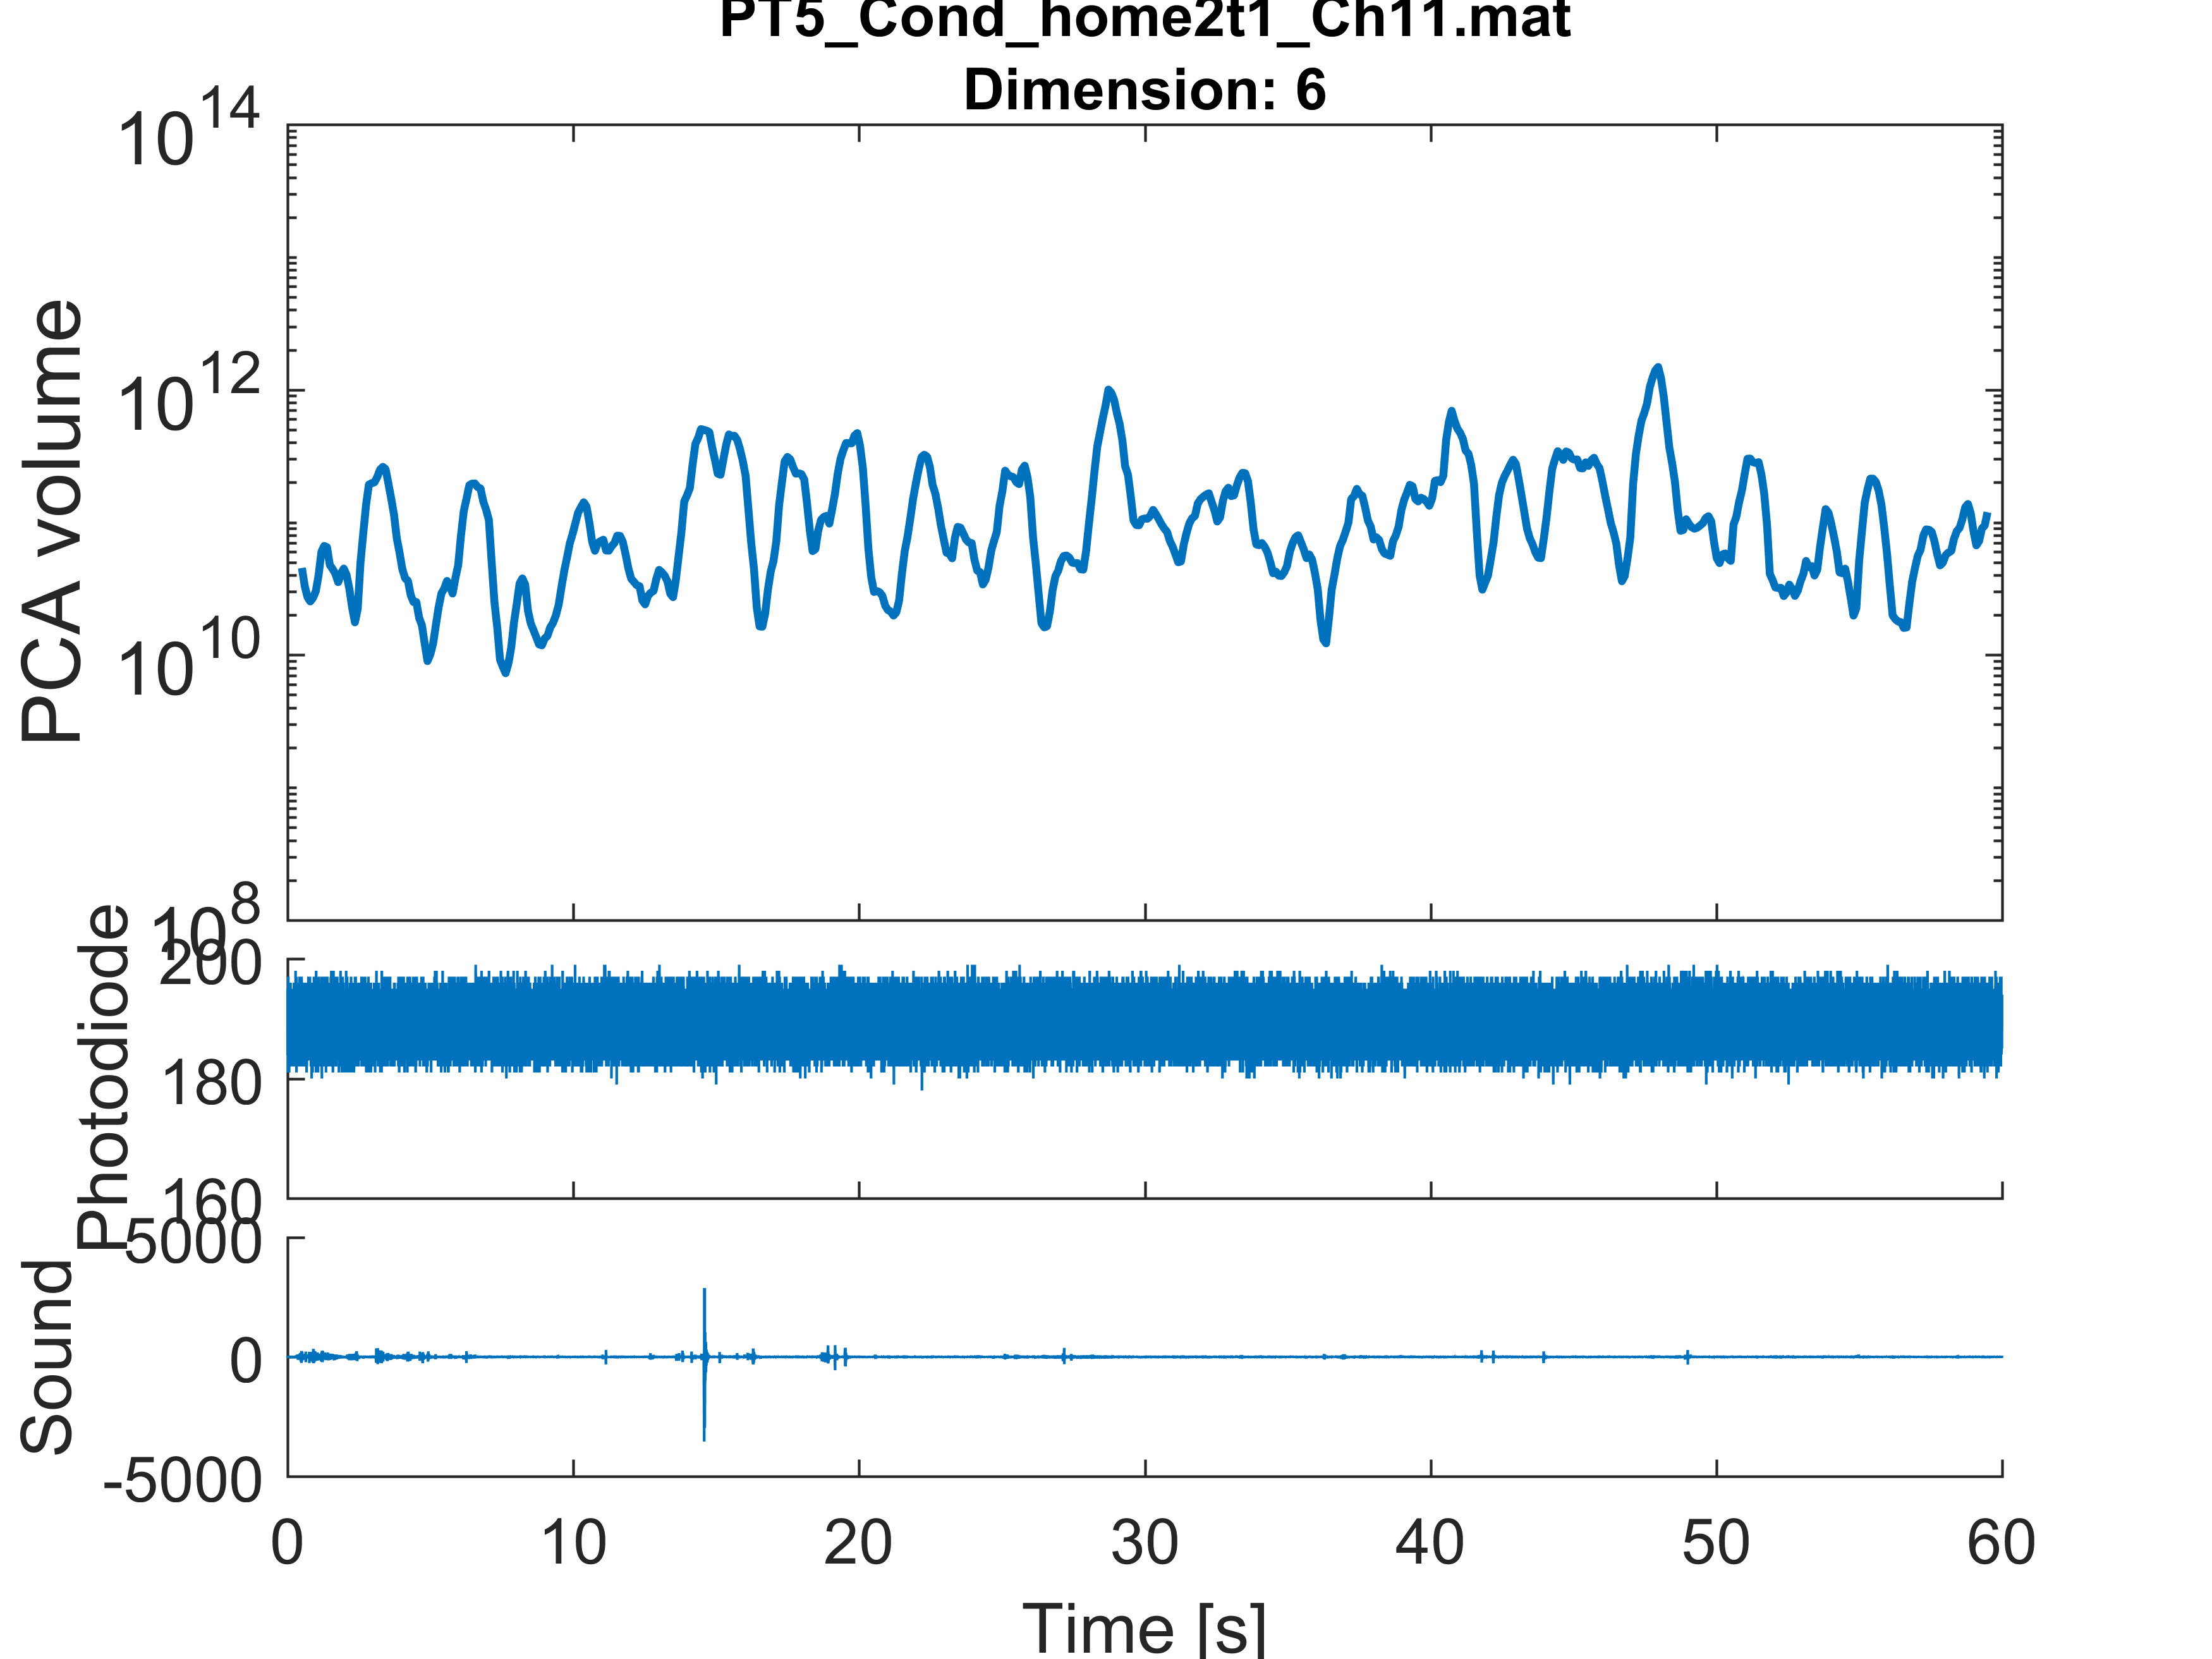 PT5_Cond_home2t1_Ch11.mat
Dimension: 6
PCA volume
10^14
10^12
10^10
10^8
Photodiode
200
180
160
Sound
5000
0
-5000
0 10 20 30 40 50 60
Time [s]